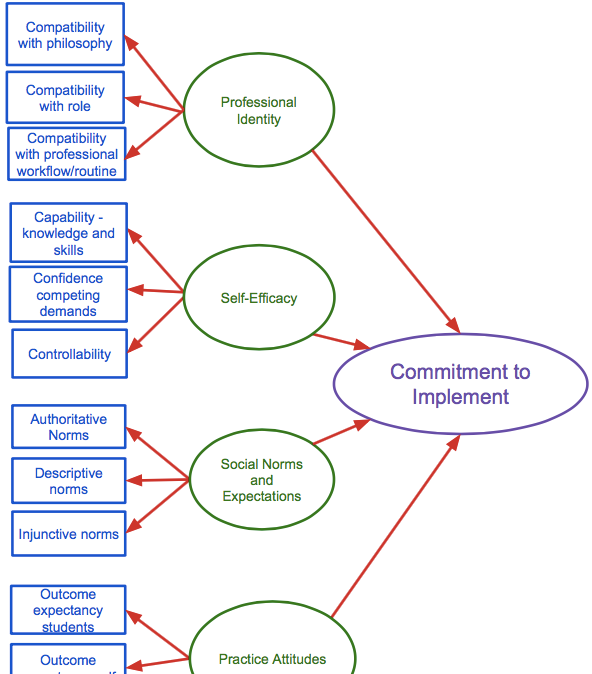 Compatibility
with philosophy
Compatibility
with role
Compatibility
with professional
workflow/routine
Professional
Identity
Capability -
knowledge and
skills
Confidence
competing
demands
Controllability
Self-Efficacy
Commitment to
Implement
Authoritative
Norms
Descriptive
norms
Injunctive norms
Social Norms
and
Expectations
Outcome
expectancy
students
Outcome
Practice Attitudes